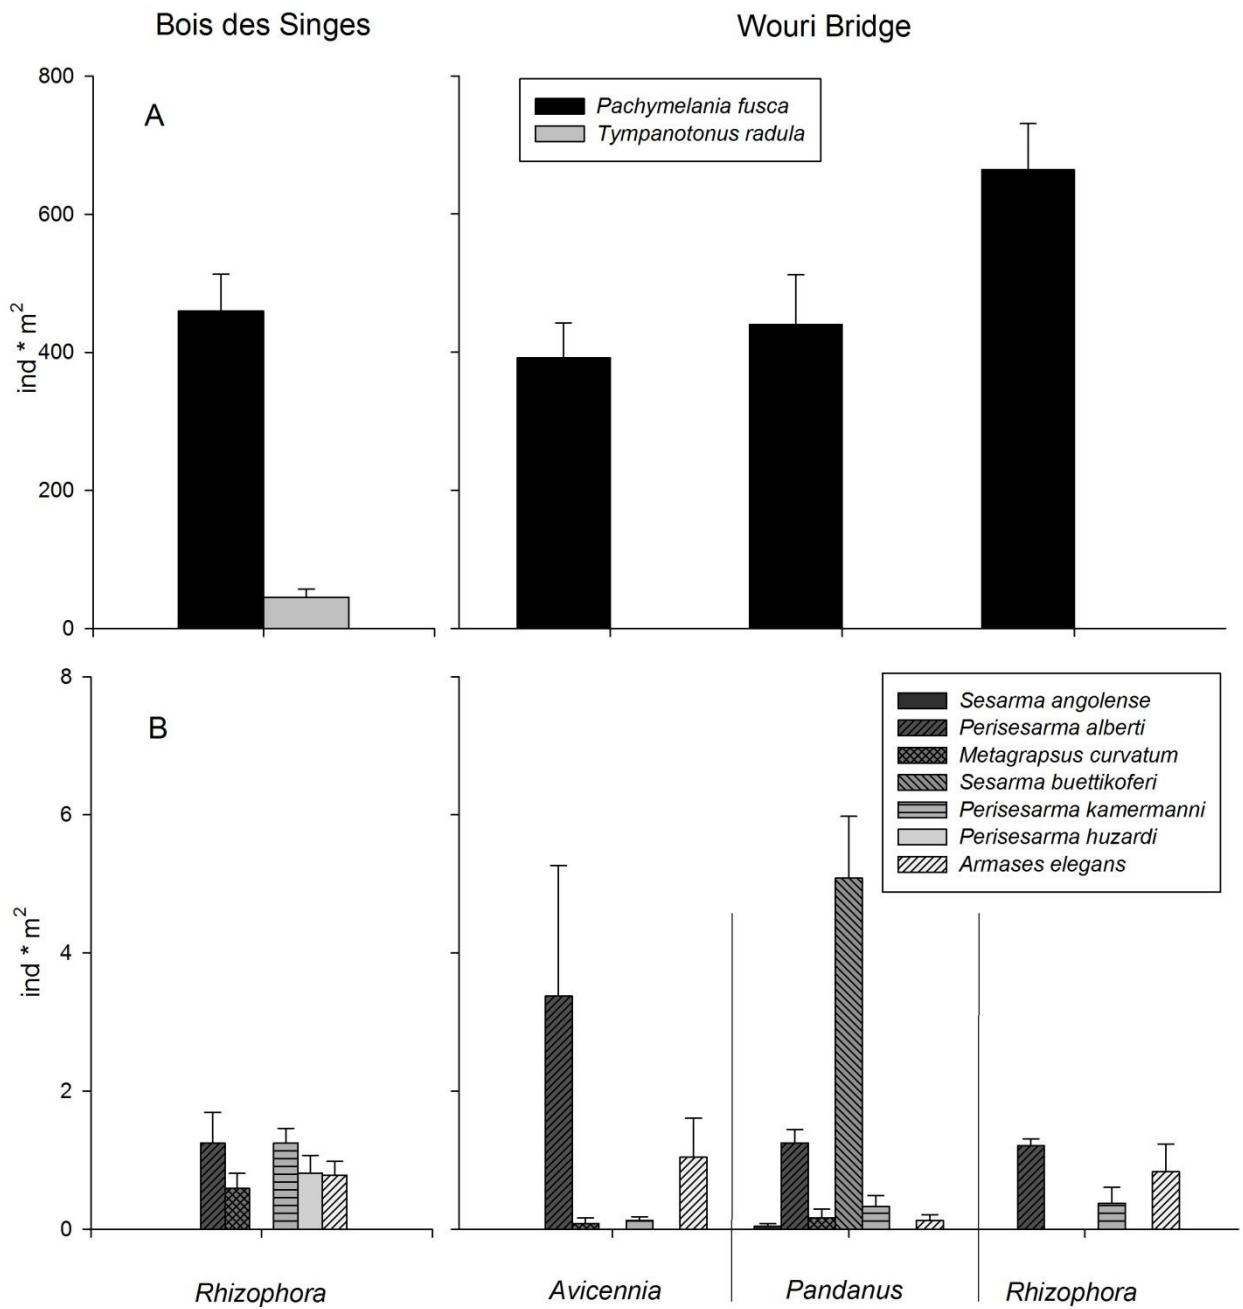 Bois des Singes
Wouri Bridge
A
Pachymelania fusca
Tympanotonus radula
ind * m2
800
600
400
200
0
B
Sesarma angolense
Perisesarma alberti
Metagrapsus curvatum
Sesarma buettikoferi
Perisesarma kamermanni
Perisesarma huzardi
Armases elegans
ind * m2
8
6
4
2
0
Rhizophora
Avicennia
Pandanus
Rhizophora